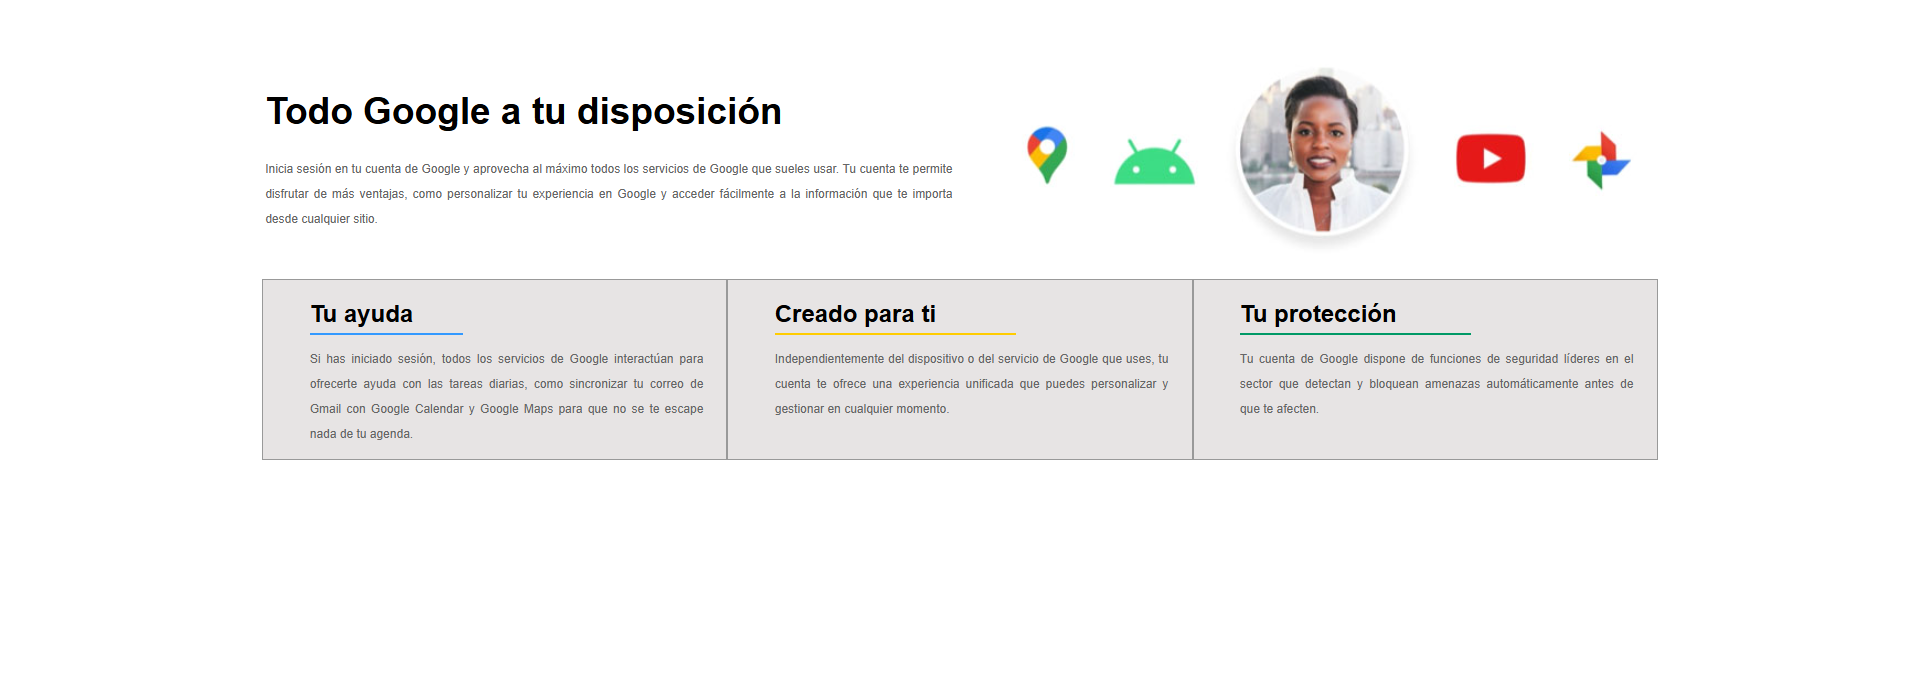 Todo Google a tu disposición
Inicia sesión en tu cuenta de Google y aprovecha al máximo todos los servicios de Google que sueles usar. Tu cuenta te permite
disfrutar de más ventajas, como personalizar tu experiencia en Google y acceder fácilmente a la información que te importa
desde cualquier sitio.
Tu ayuda
Si has iniciado sesión, todos los servicios de Google interactúan para
ofrecerte ayuda con las tareas diarias, como sincronizar tu correo de
Gmail con Google Calendar y Google Maps para que no se te escape
nada de tu agenda.
Creado para ti
Independientemente del dispositivo o del servicio de Google que uses, tu
cuenta te ofrece una experiencia unificada que puedes personalizar y
gestionar en cualquier momento.
Tu protección
Tu cuenta de Google dispone de funciones de seguridad líderes en el
sector que detectan y bloquean amenazas automáticamente antes de
que te afecten.